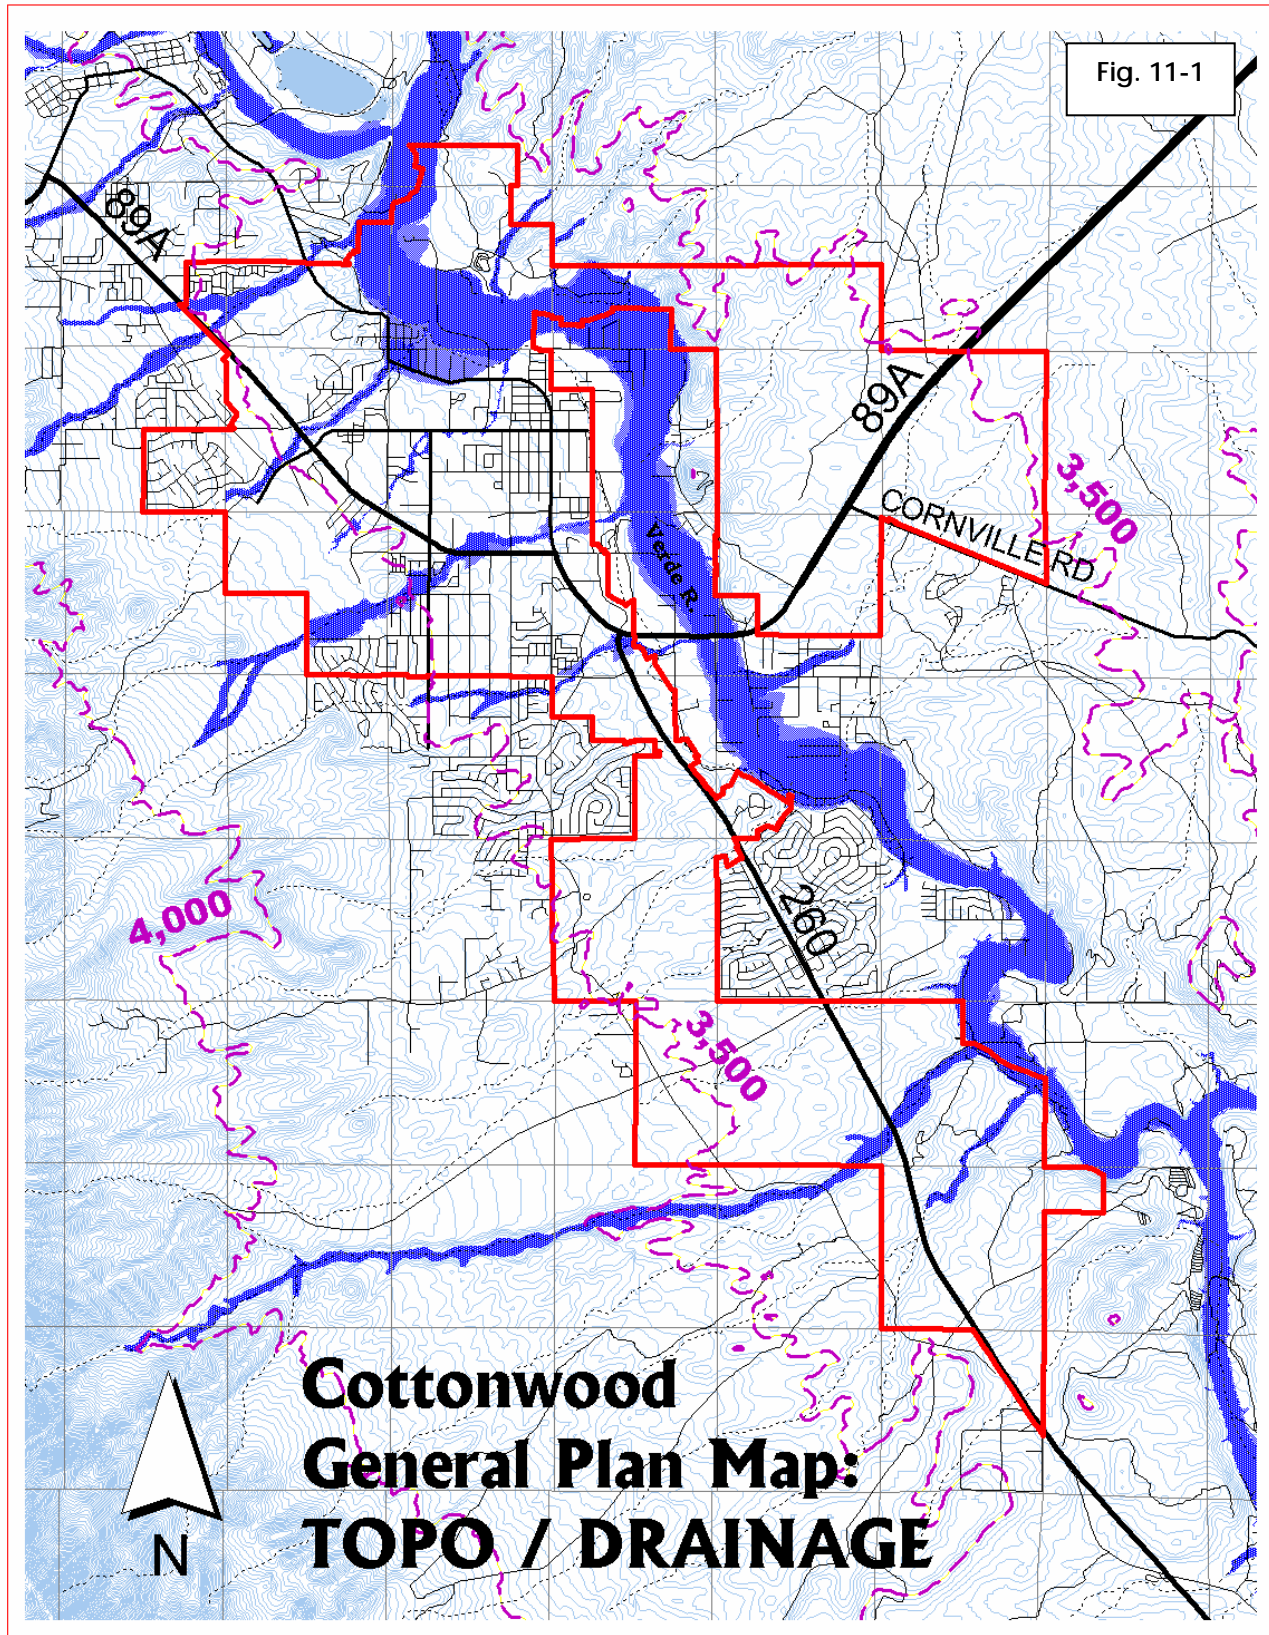 Fig. 11-1
89A
89A
3,500
CORNVILLE RD
Verde R.
4,000
260
3,500
Cottonwood
General Plan Map:
TOPO / DRAINAGE
N